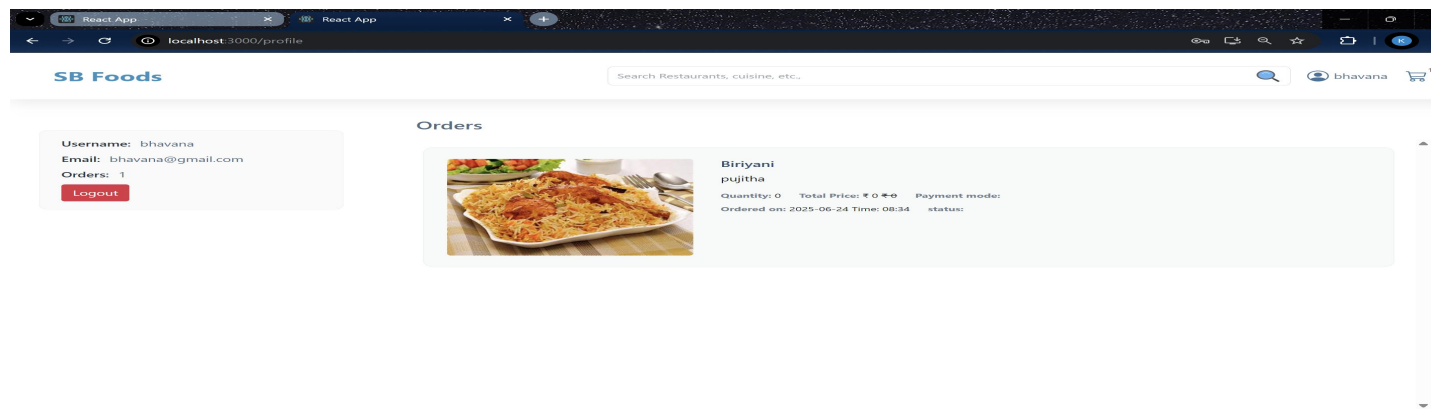 React App
React App
localhost:3000/profile
K
SB Foods
Search Restaurants, cuisine, etc.,
bhavana
Username: bhavana
Email: bhavana@gmail.com
Orders: 1
Logout
Orders
Biriyani
pujitha
Quantity: 0 Total Price: ₹ 0 ₹ 0 Payment mode:
Ordered on: 2025-06-24 Time: 08:34 status: